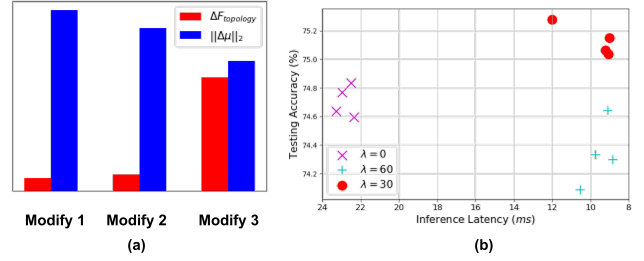 ΔF_topology
||Δμ||₂
Modify 1 Modify 2 Modify 3
(a)
Testing Accuracy (%)
75.2
75.0
74.8
74.6
74.4
74.2
λ = 0
λ = 60
λ = 30
24 22 20 18 16 14 12 10 8
Inference Latency (ms)
(b)